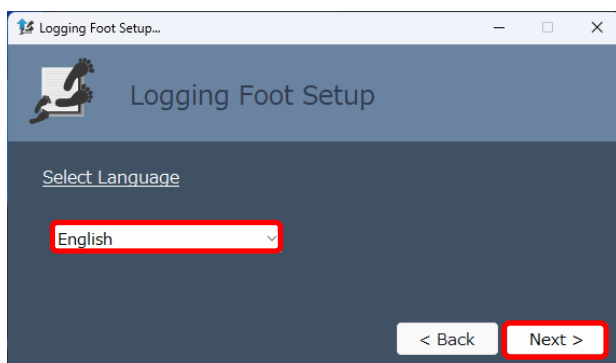 Logging Foot Setup...
Logging Foot Setup
Select Language
English
< Back Next >